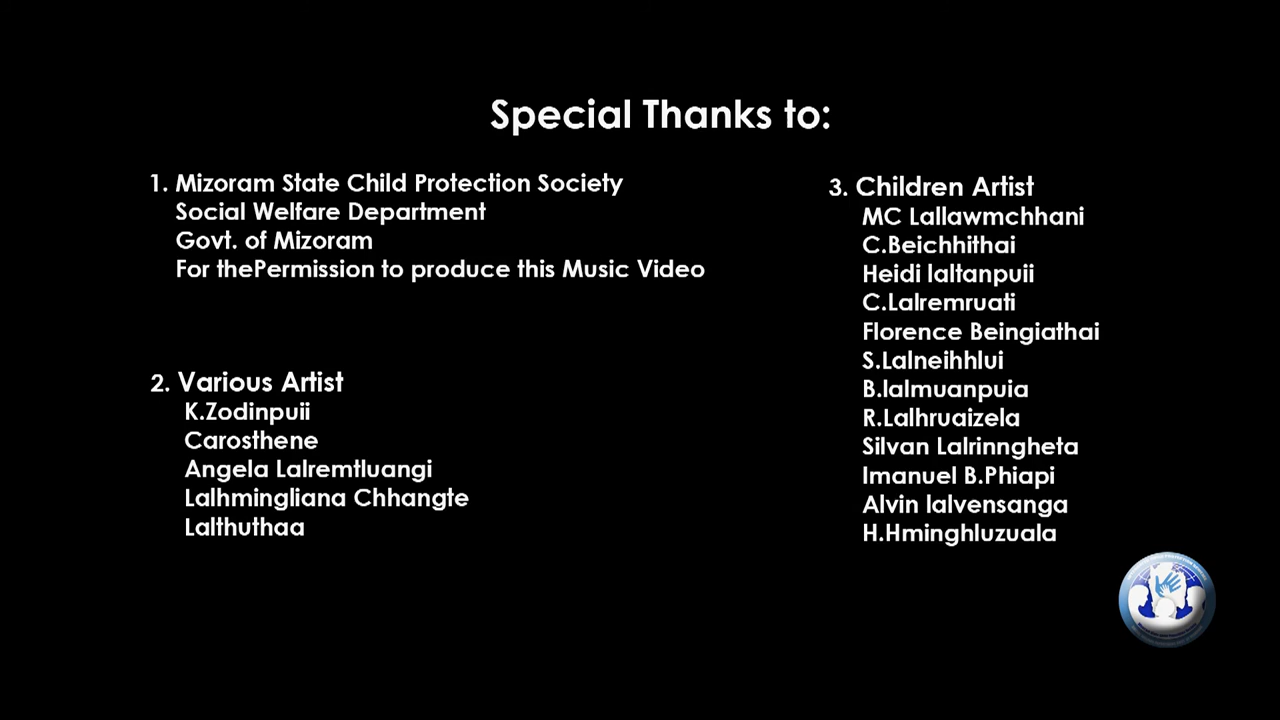 Special Thanks to:
1. Mizoram State Child Protection Society
Social Welfare Department
Govt. of Mizoram
For thePermission to produce this Music Video
2. Various Artist
K.Zodinpuii
Carosthene
Angela Lalremtluangi
Lalhmingliana Chhangte
Lalthuthaa
3. Children Artist
MC Lallawmchhani
C.Beichhithai
Heidi laltanpuii
C.Lalremruati
Florence Beingiathai
S.Lalneihhlui
B.lalmuanpuia
R.Lalhruaizela
Silvan Lalrinngheta
Imanuel B.Phiapi
Alvin lalvensanga
H.Hminghluzuala